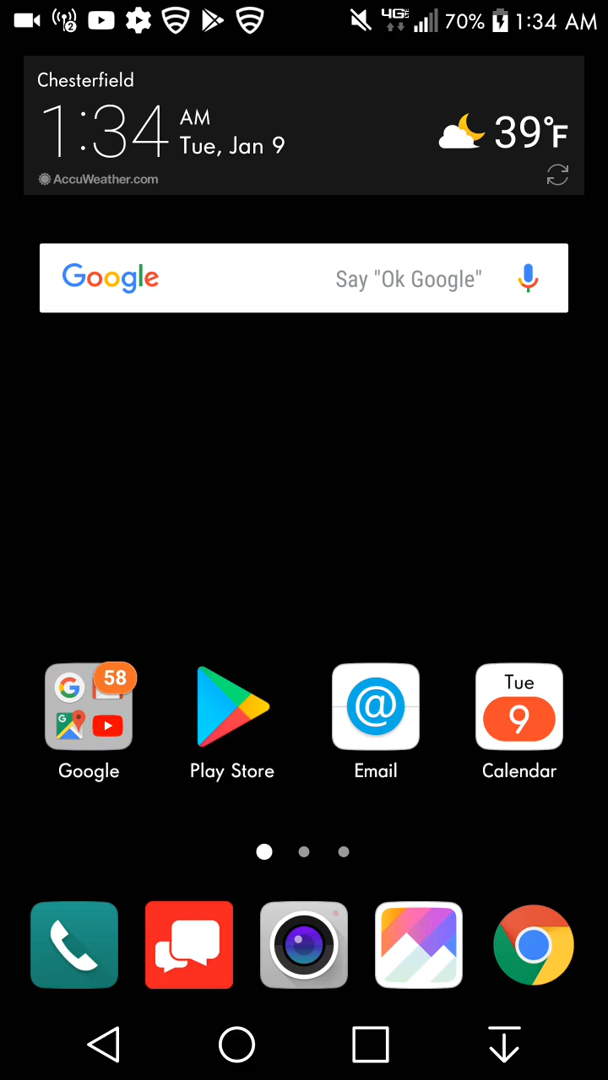 2 4G 70% 1:34 AM
Chesterfield
1:34 AM
Tue, Jan 9
39°F
AccuWeather.com
Google Say "Ok Google"
58
Tue
9
Google Play Store Email Calendar